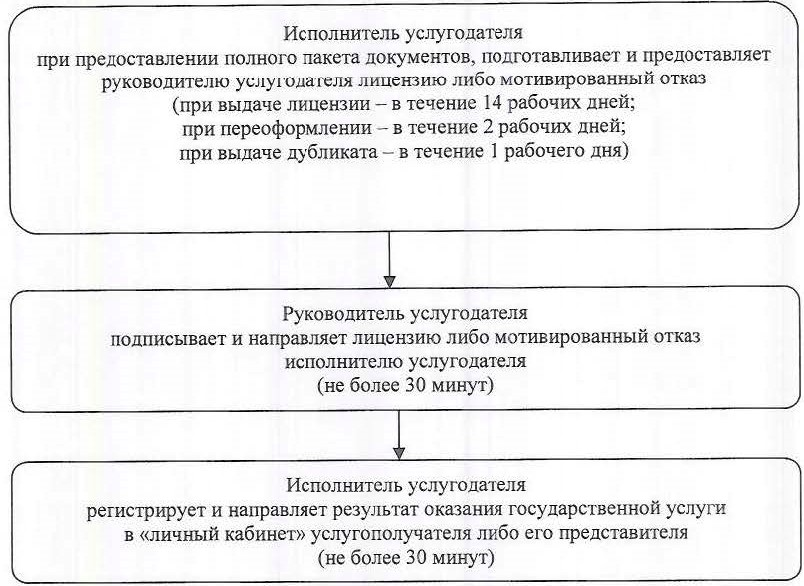 Исполнитель услугодателя
при предоставлении полного пакета документов, подготавливает и предоставляет
руководителю услугодателя лицензию либо мотивированный отказ
(при выдаче лицензии – в течение 14 рабочих дней;
при переоформлении – в течение 2 рабочих дней;
при выдаче дубликата – в течение 1 рабочего дня)
Руководитель услугодателя
подписывает и направляет лицензию либо мотивированный отказ
исполнителю услугодателя
(не более 30 минут)
Исполнитель услугодателя
регистрирует и направляет результат оказания государственной услуги
в «личный кабинет» услугополучателя либо его представителя
(не более 30 минут)